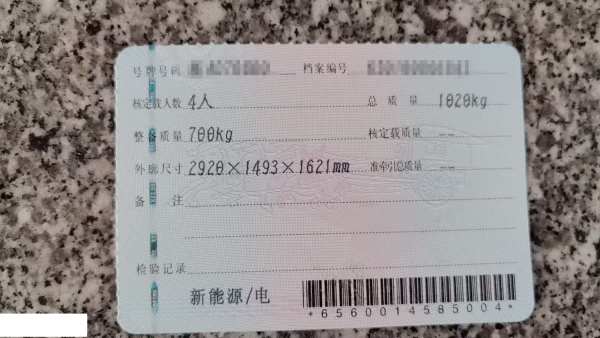 号牌号码 档案编号
核定载人数 4人 总质量 1020kg
整备质量 700kg 核定载质量 --
外廓尺寸 2920×1493×1621mm 准牵引总质量 --
备注
检验记录
新能源/电
*6560014585004*